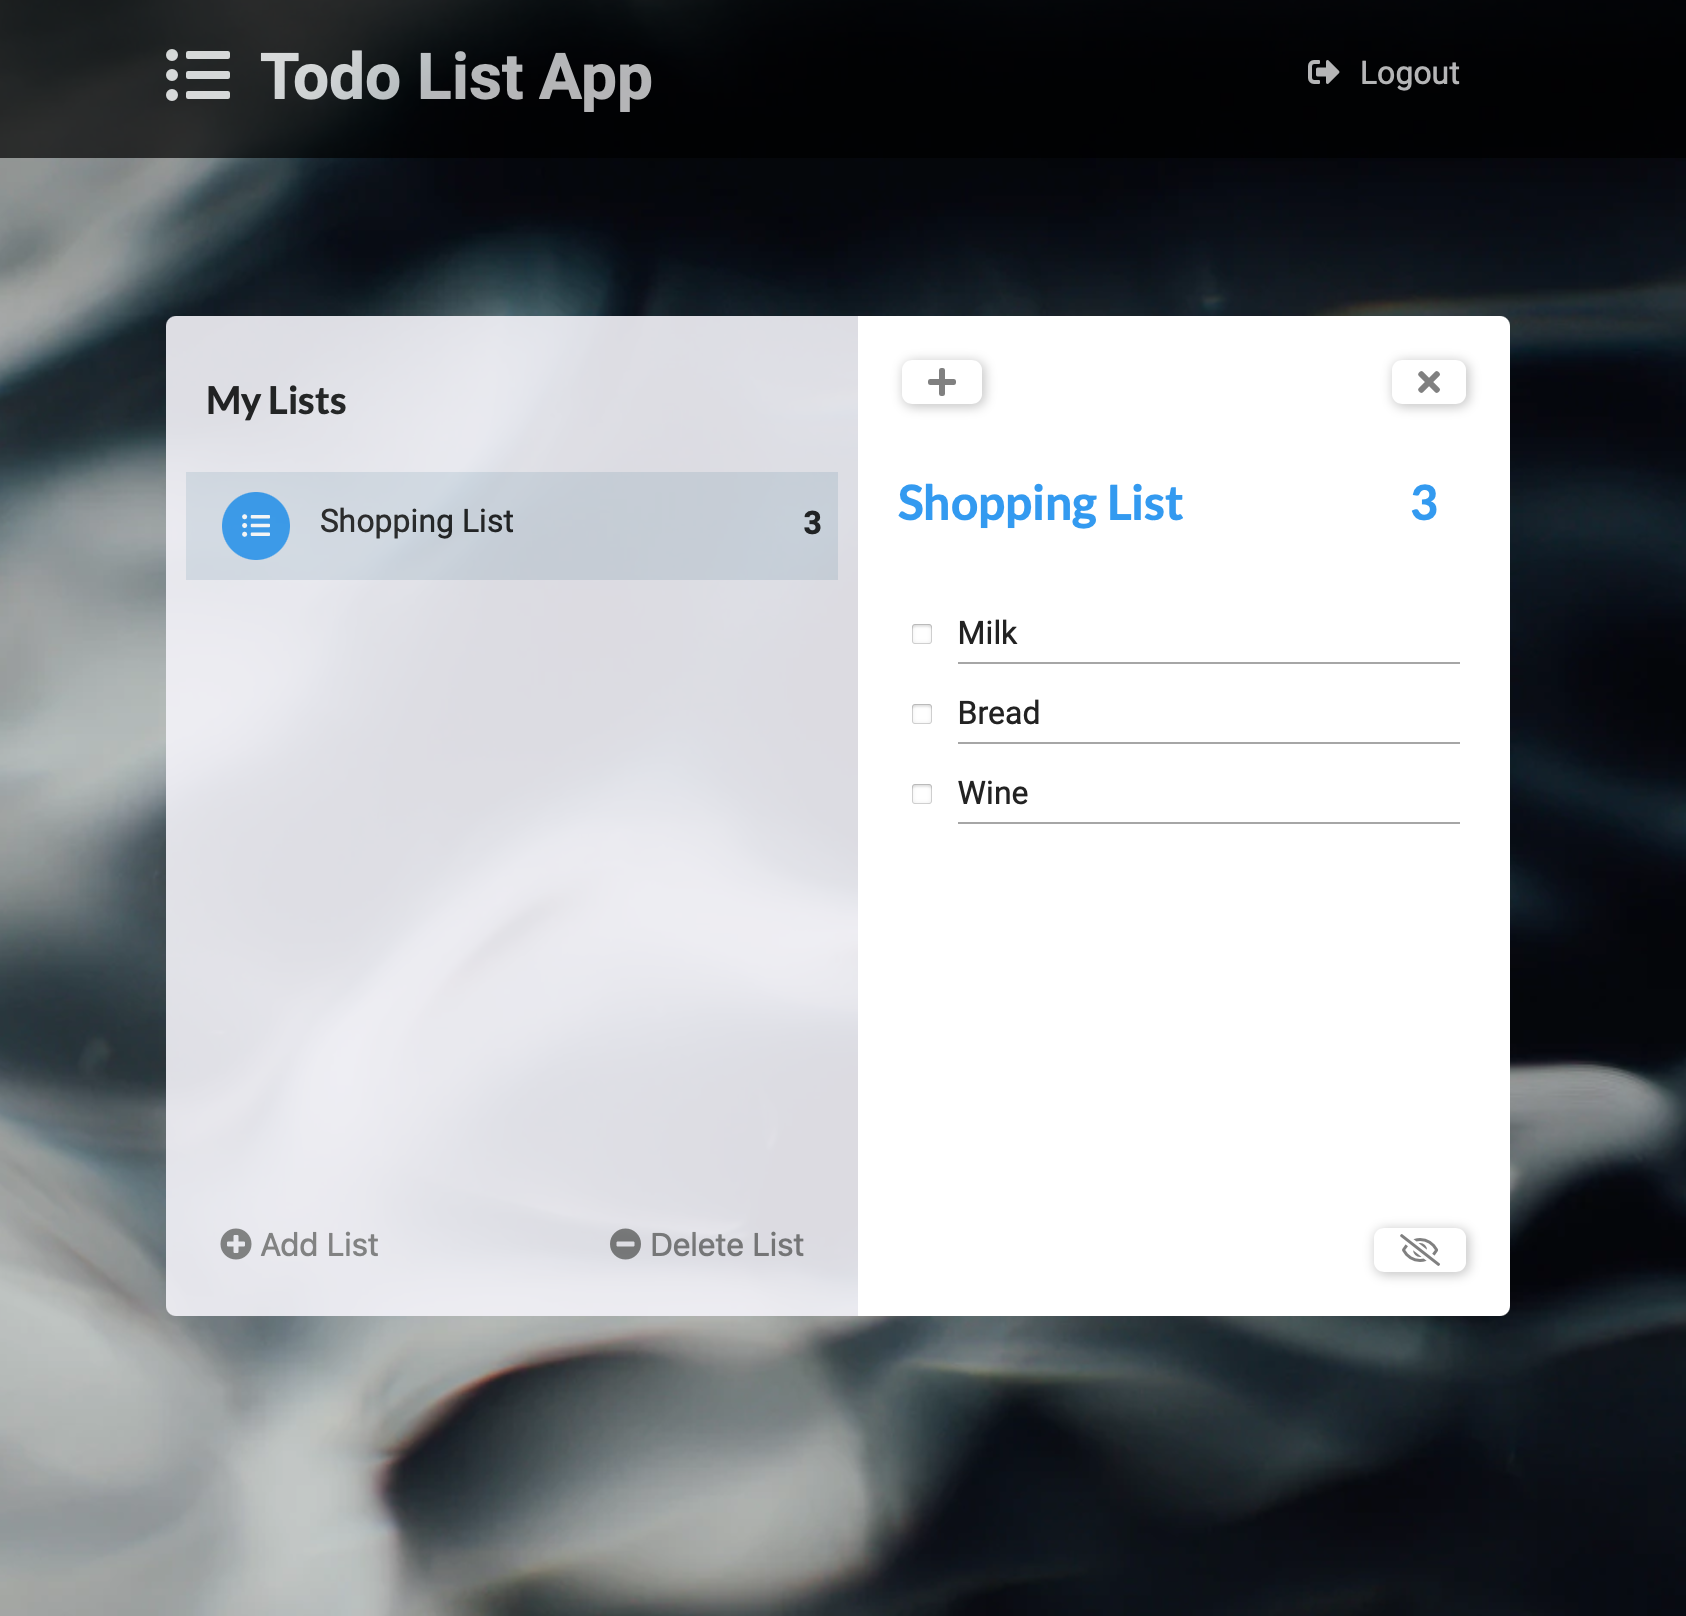 Todo List App
Logout
My Lists
Shopping List 3
Add List
Delete List
Shopping List 3
Milk
Bread
Wine